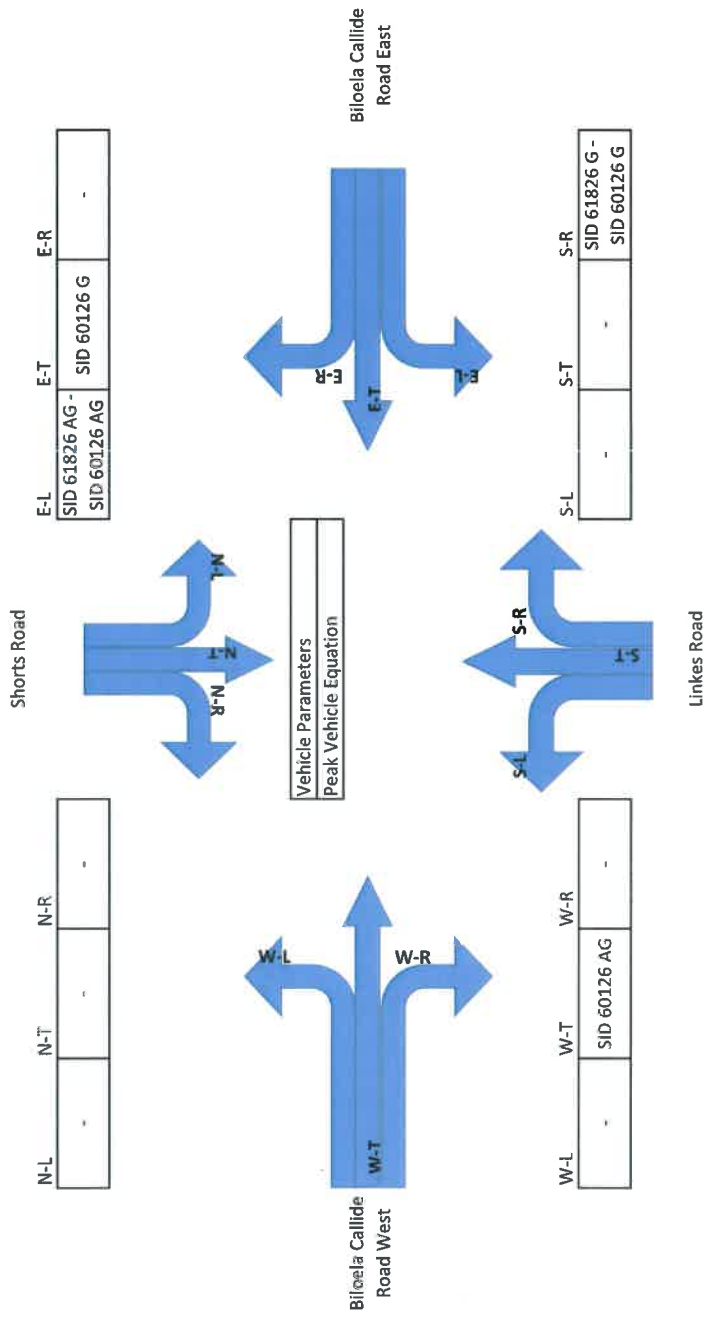 Shorts Road
N-L
N-T
N-R
-
-
-
E-L
E-T
E-R
SID 61826 AG -
SID 60126 AG
SID 60126 G
-
N-R
N-T
N-L
Vehicle Parameters
Peak Vehicle Equation
Biloela Callide
Road West
W-L
W-T
W-R
Biloela Callide
Road East
E-R
E-T
E-L
S-L
S-T
S-R
Linkes Road
W-L
W-T
W-R
-
SID 60126 AG
-
S-L
S-T
S-R
-
-
SID 61826 G -
SID 60126 G